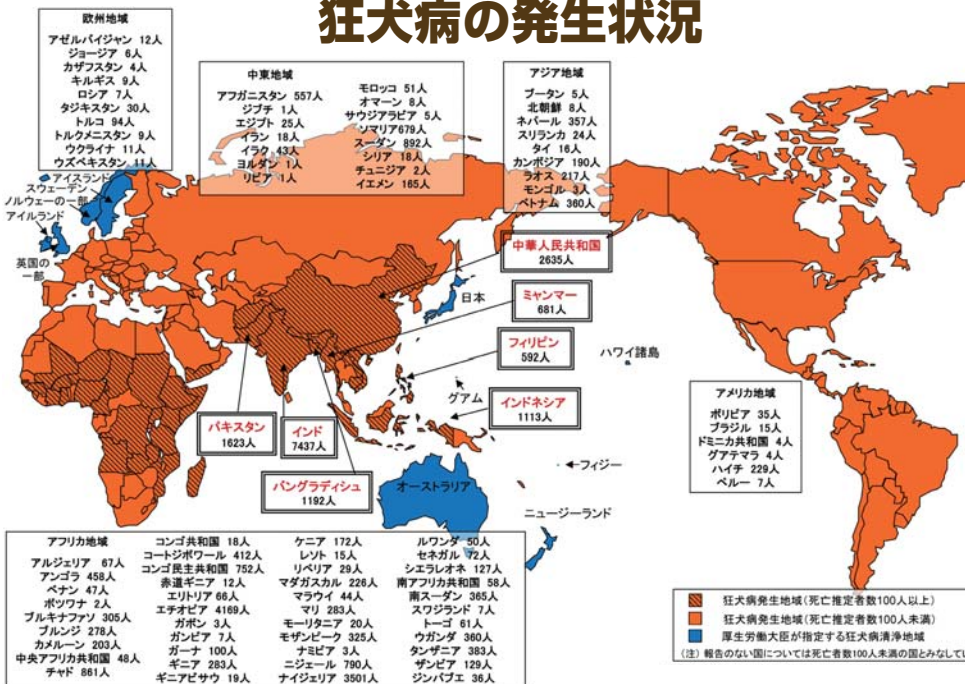 狂犬病の発生状況
欧州地域
アゼルバイジャン 12人
ジョージア 6人
カザフスタン 4人
キルギス 9人
ロシア 7人
タジキスタン 30人
トルコ 94人
トルクメニスタン 9人
ウクライナ 11人
ウズベキスタン 11人
中東地域
アフガニスタン 557人
ジブチ 1人
エジプト 25人
イラン 18人
イラク 43人
ヨルダン 1人
リビア 1人
モロッコ 51人
オマーン 8人
サウジアラビア 5人
ソマリア679人
スーダン 892人
シリア 18人
チュニジア 2人
イエメン 165人
アジア地域
ブータン 5人
北朝鮮 8人
ネパール 357人
スリランカ 24人
タイ 16人
カンボジア 190人
ラオス 217人
モンゴル 3人
ベトナム 360人
アイスランド
スウェーデン
ノルウェーの一部
アイルランド
英国の
一部
中華人民共和国
2635人
日本
ミャンマー
681人
フィリピン
592人
ハワイ諸島
グアム
インドネシア
1113人
パキスタン
1623人
インド
7437人
バングラディシュ
1192人
オーストラリア
フィジー
ニュージーランド
アメリカ地域
ボリビア 35人
ブラジル 15人
ドミニカ共和国 4人
グアテマラ 4人
ハイチ 229人
ペルー 7人
アフリカ地域
アルジェリア 67人
アンゴラ 458人
ベナン 47人
ボツワナ 2人
ブルキナファソ 305人
ブルンジ 278人
カメルーン 203人
中央アフリカ共和国 48人
チャド 861人
コンゴ共和国 18人
コートジボワール 412人
コンゴ民主共和国 752人
赤道ギニア 12人
エリトリア 66人
エチオピア 4169人
ガボン 3人
ガンビア 7人
ガーナ 100人
ギニア 283人
ギニアビサウ 19人
ケニア 172人
レソト 15人
リベリア 29人
マダガスカル 226人
マラウイ 44人
マリ 283人
モーリタニア 20人
モザンビーク 325人
ナミビア 3人
ニジェール 790人
ナイジェリア 3501人
ルワンダ 50人
セネガル 72人
シエラレオネ 127人
南アフリカ共和国 58人
南スーダン 365人
スワジランド 7人
トーゴ 61人
ウガンダ 360人
タンザニア 383人
ザンビア 129人
ジンバブエ 36人
狂犬病発生地域(死亡推定者数100人以上)
狂犬病発生地域(死亡推定者数100人未満)
厚生労働大臣が指定する狂犬病清浄地域
(注) 報告のない国については死亡者数100人未満の国とみなしてい